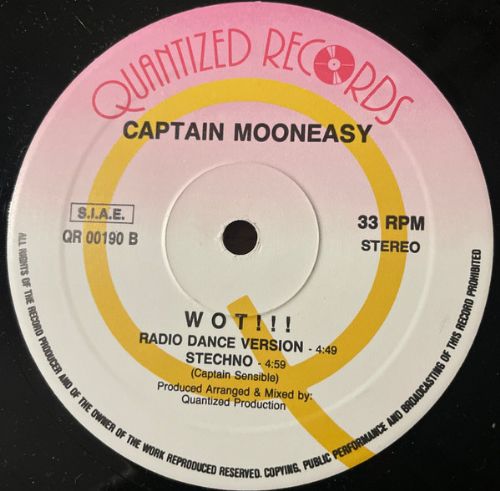 QUANTIZED RECORDS
CAPTAIN MOONEASY
S.I.A.E.
QR 00190 B
33 RPM
STEREO
WOT!!!
RADIO DANCE VERSION - 4:49
STECHNO - 4:59
(Captain Sensible)
Produced Arranged & Mixed by:
Quantized Production
ALL RIGHTS OF THE RECORD PRODUCER AND OF THE OWNER OF THE WORK REPRODUCED RESERVED. COPYING, PUBLIC PERFORMANCE AND BROADCASTING OF THIS RECORD PROHIBITED